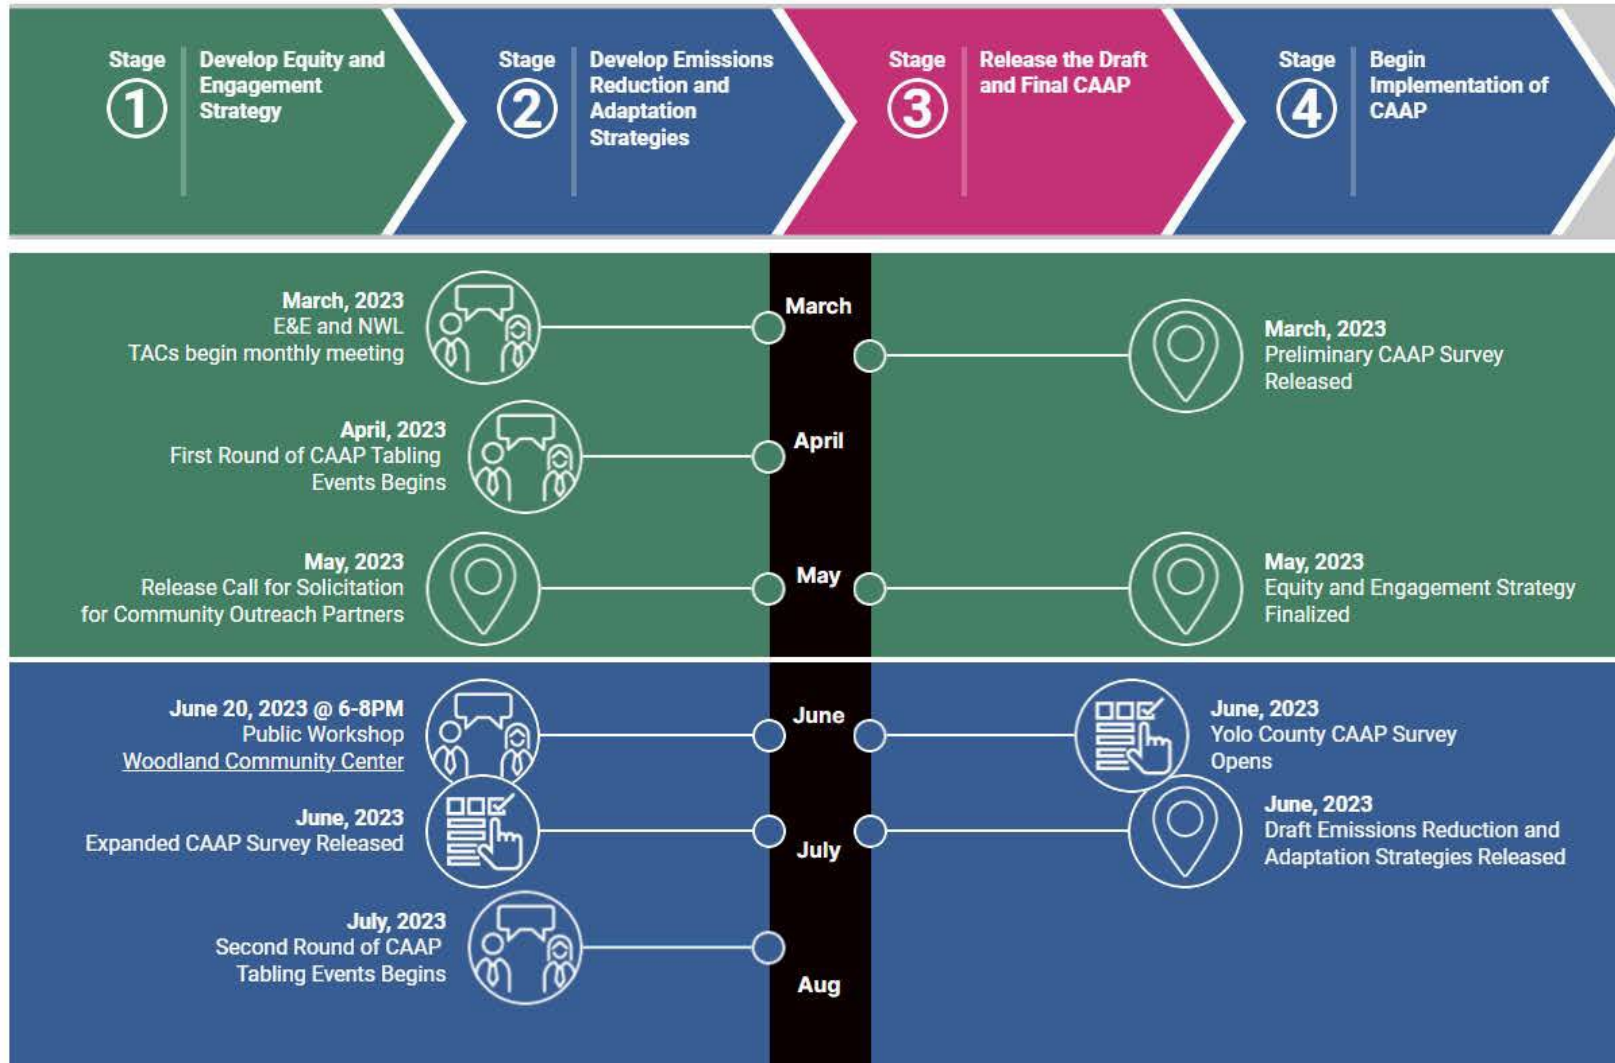 Stage
1
Develop Equity and
Engagement
Strategy
Stage
2
Develop Emissions
Reduction and
Adaptation
Strategies
Stage
3
Release the Draft
and Final CAAP
Stage
4
Begin
Implementation of
CAAP
March
March, 2023
E&E and NWL
TACs begin monthly meeting
March, 2023
Preliminary CAAP Survey
Released
April
April, 2023
First Round of CAAP Tabling
Events Begins
May
May, 2023
Release Call for Solicitation
for Community Outreach Partners
May, 2023
Equity and Engagement Strategy
Finalized
June
June 20, 2023 @ 6-8PM
Public Workshop
Woodland Community Center
June, 2023
Yolo County CAAP Survey
Opens
June, 2023
Expanded CAAP Survey Released
July
June, 2023
Draft Emissions Reduction and
Adaptation Strategies Released
July, 2023
Second Round of CAAP
Tabling Events Begins
Aug